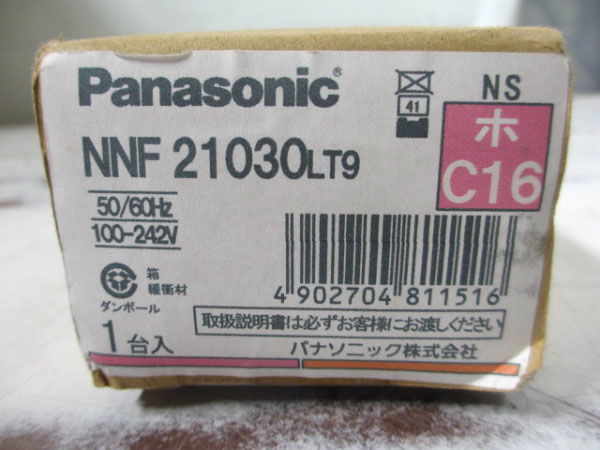 Panasonic®
NS
41
NNF 21030LT9
ホ
C16
50/60Hz
100-242V
箱
緩衝材
ダンボール
4 902704 811516
1台入
取扱説明書は必ずお客様にお渡しください
パナソニック株式会社